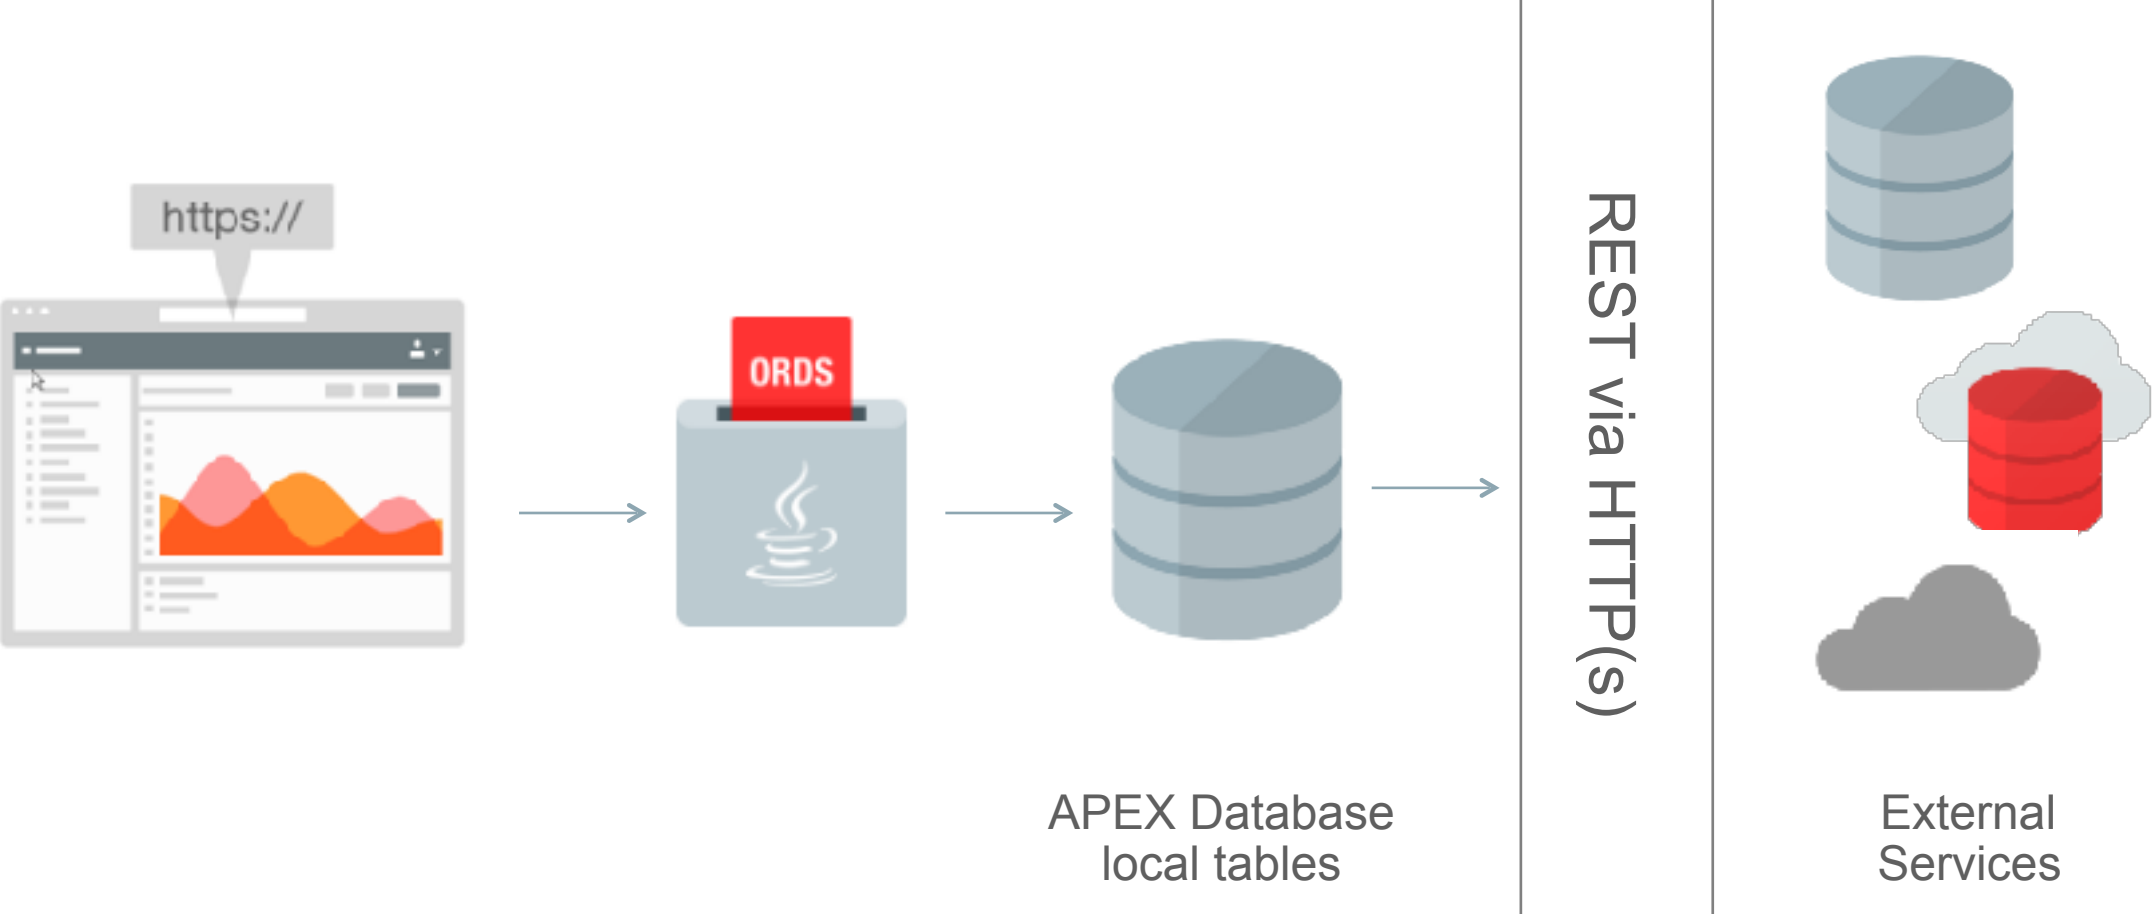 https://
ORDS
REST via HTTP(s)
APEX Database
local tables
External
Services